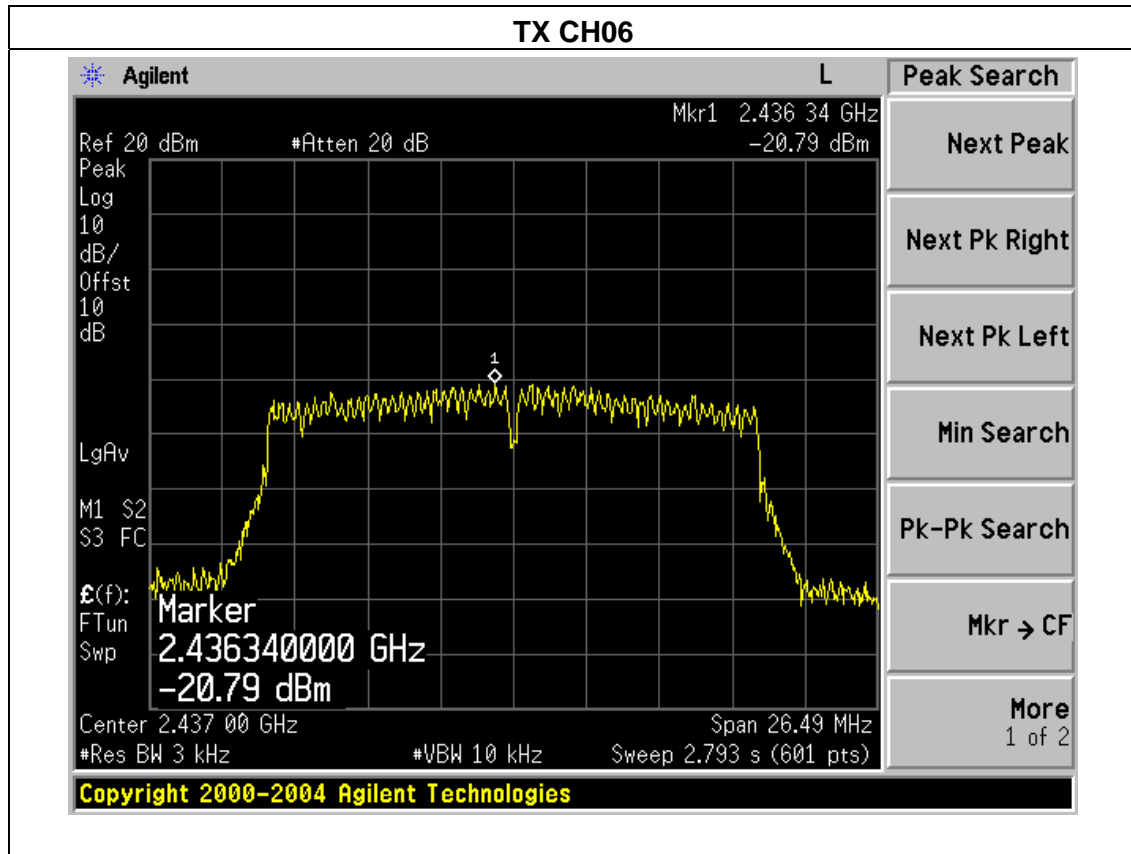 TX CH06
Agilent L Peak Search
Mkr1 2.436 34 GHz
Ref 20 dBm #Atten 20 dB -20.79 dBm
Peak
Log
10
dB/
Offst
10
dB
1
LgAv
M1 S2
S3 FC
£(f):
FTun
Swp
Marker
2.436340000 GHz
-20.79 dBm
Center 2.437 00 GHz Span 26.49 MHz
#Res BW 3 kHz #VBW 10 kHz Sweep 2.793 s (601 pts)
Copyright 2000-2004 Agilent Technologies
Next Peak
Next Pk Right
Next Pk Left
Min Search
Pk-Pk Search
Mkr → CF
More
1 of 2